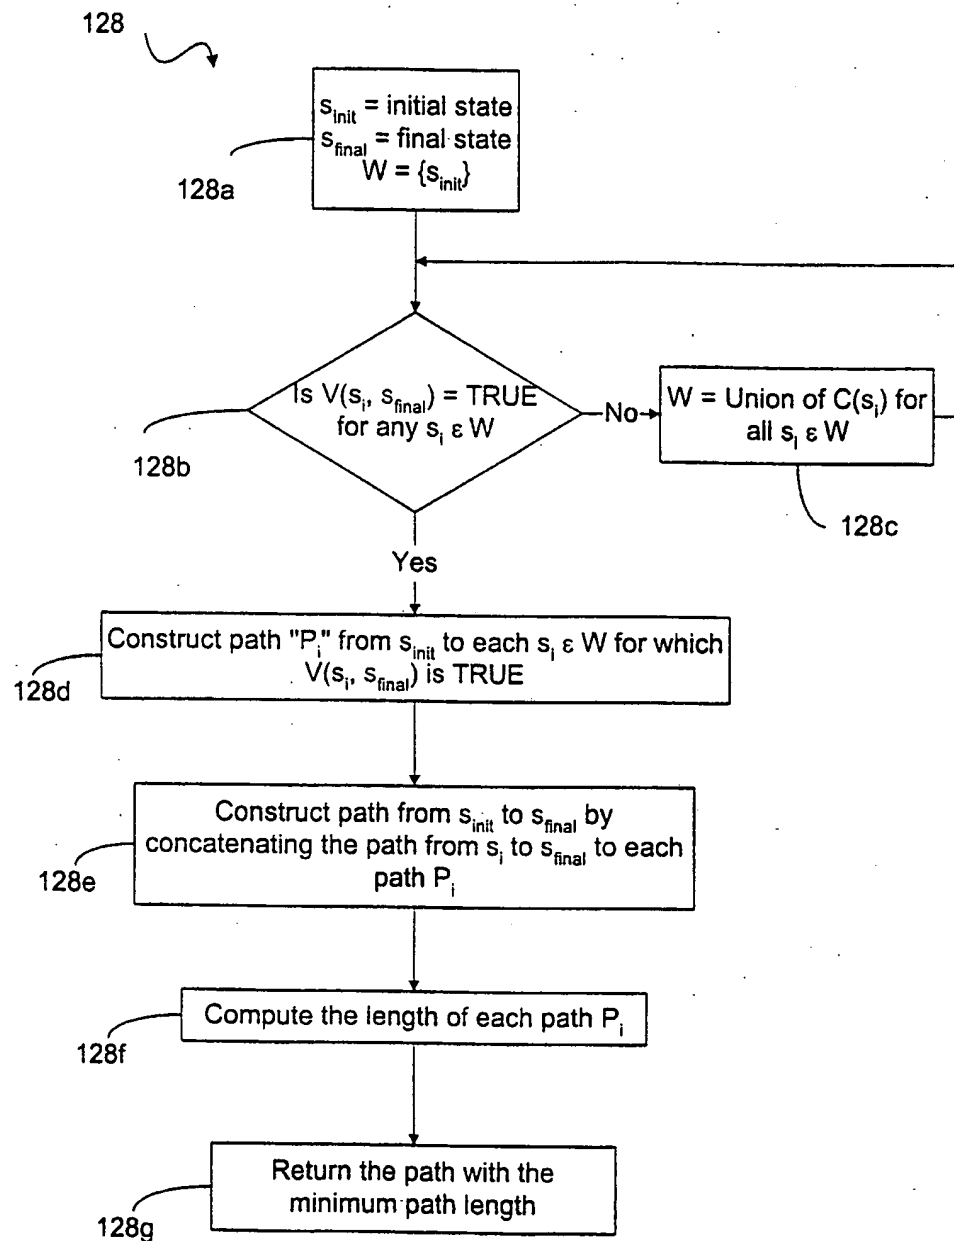 128
s_init = initial state
s_final = final state
W = {s_init}
128a
Is V(s_i, s_final) = TRUE
for any s_i ε W
128b
No
W = Union of C(s_i) for
all s_i ε W
128c
Yes
Construct path "P_i" from s_init to each s_i ε W for which
V(s_i, s_final) is TRUE
128d
Construct path from s_init to s_final by
concatenating the path from s_i to s_final to each
path P_i
128e
Compute the length of each path P_i
128f
Return the path with the
minimum path length
128g